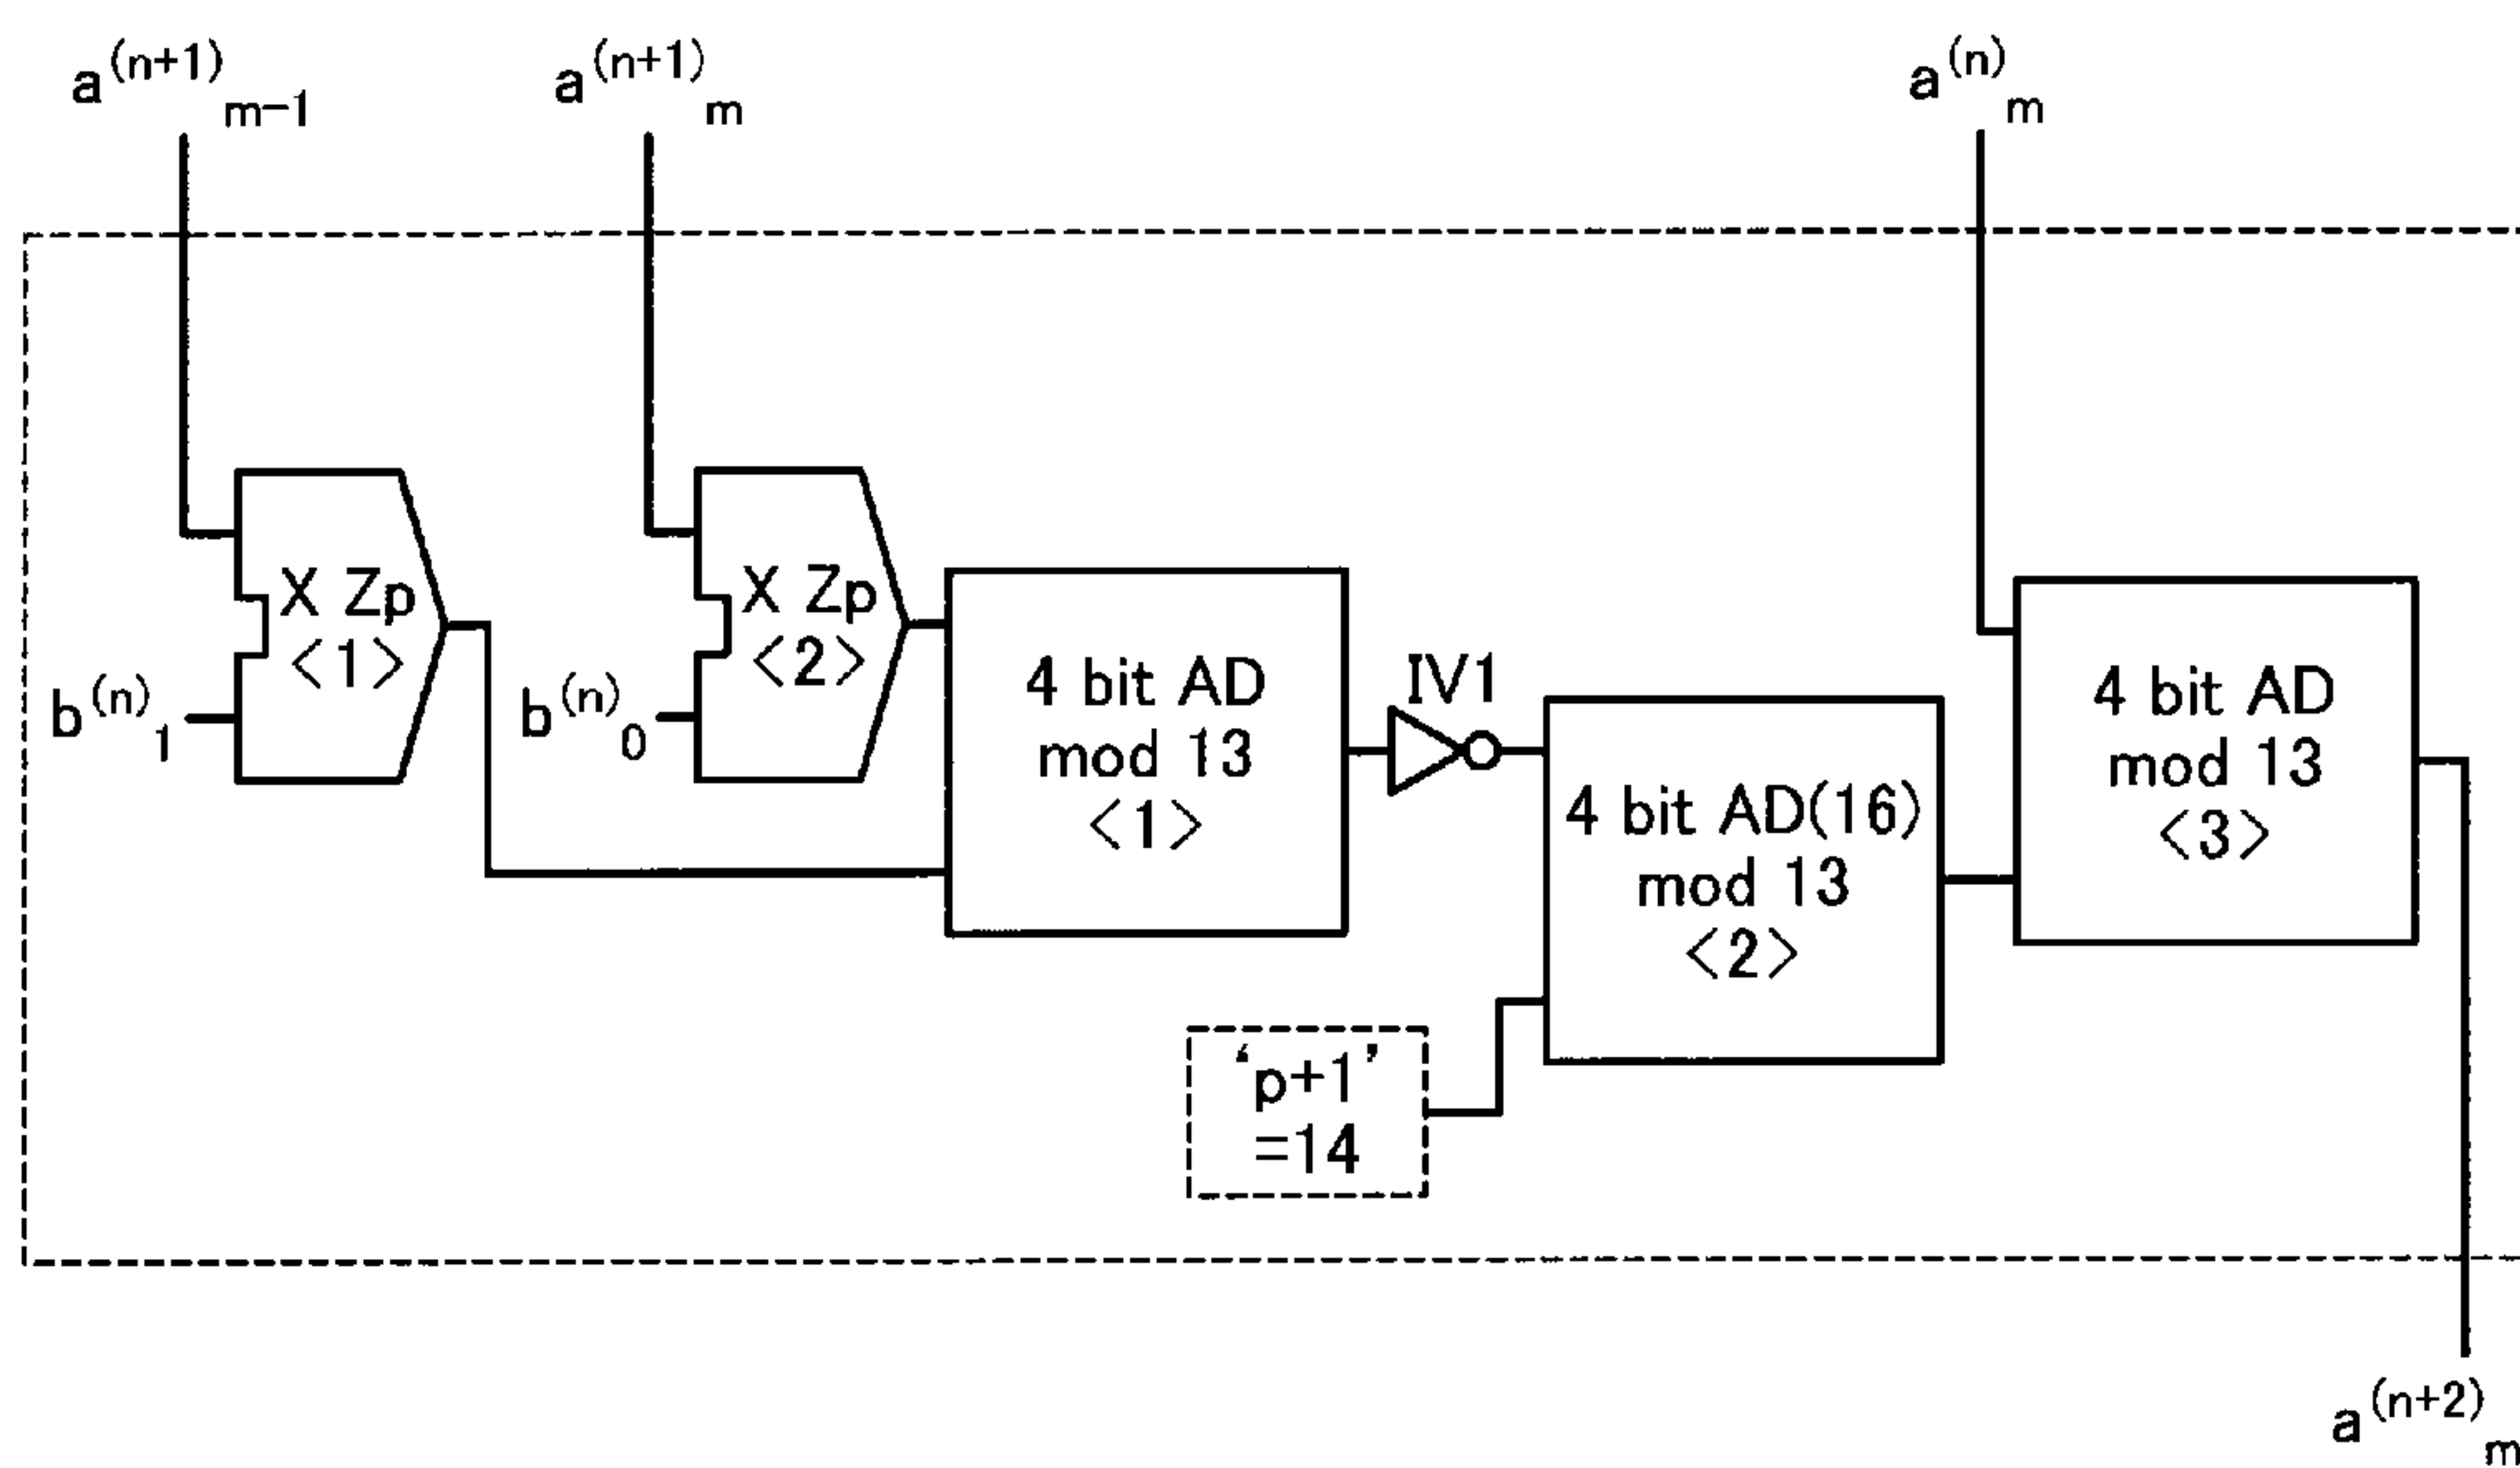 a(n+1)m-1
a(n+1)m
a(n)m
X Zp
<1>
b(n)1
X Zp
<2>
b(n)0
4 bit AD
mod 13
<1>
IV1
4 bit AD(16)
mod 13
<2>
4 bit AD
mod 13
<3>
‘p+1’
=14
a(n+2)m